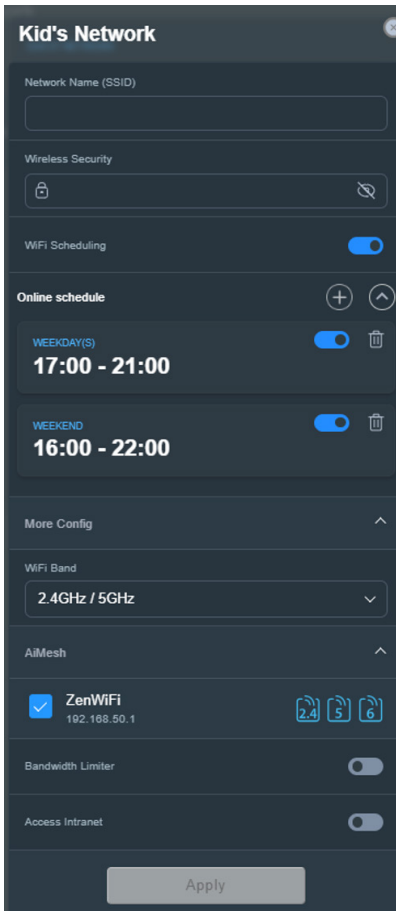 Kid's Network
Network Name (SSID)
Wireless Security
WiFi Scheduling
Online schedule
WEEKDAY(S)
17:00 - 21:00
WEEKEND
16:00 - 22:00
More Config
WiFi Band
2.4GHz / 5GHz
AiMesh
ZenWiFi
192.168.50.1
2.4 5 6
Bandwidth Limiter
Access Intranet
Apply